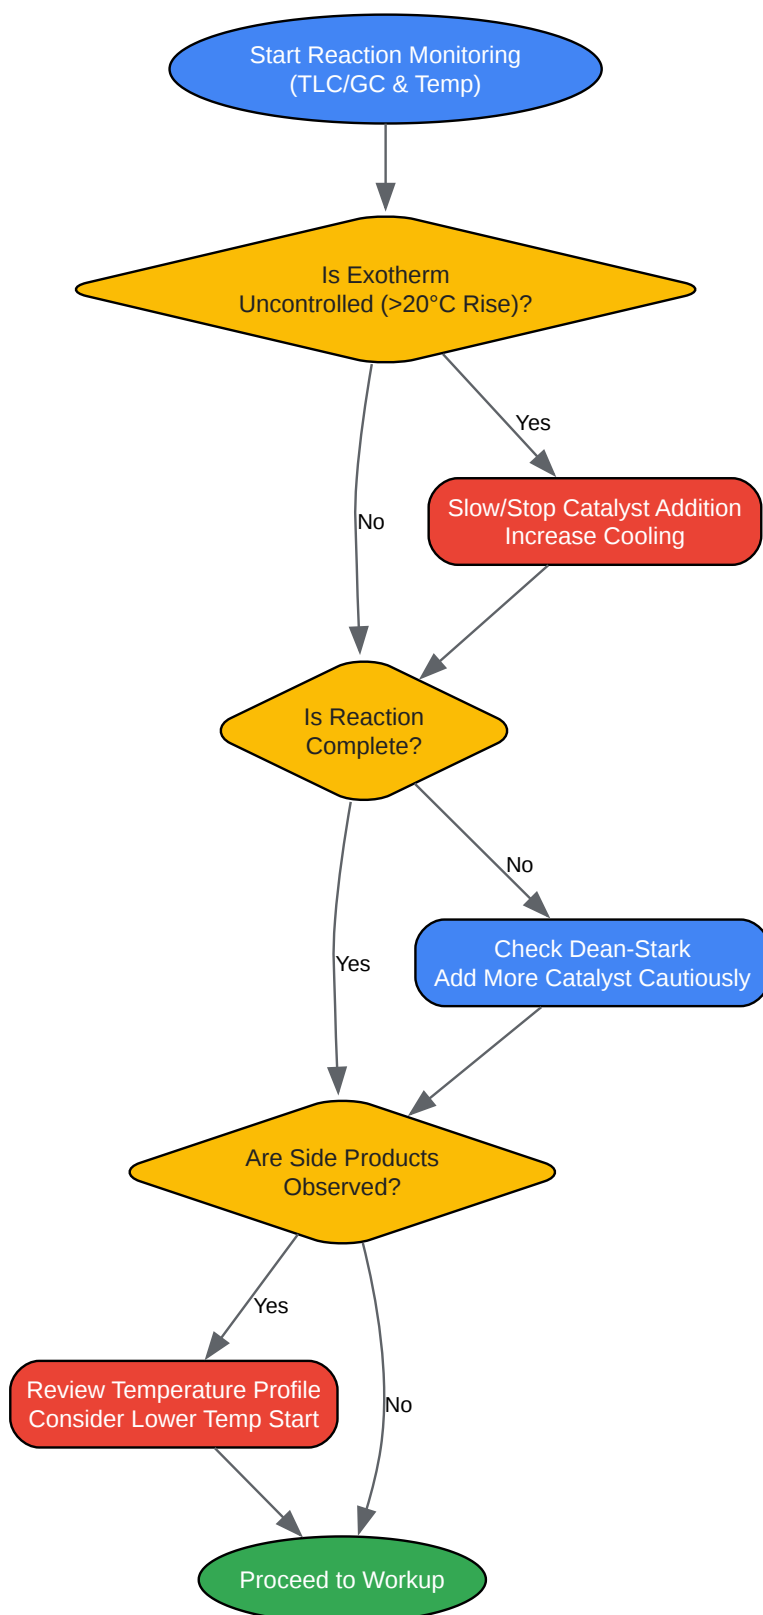 Start Reaction Monitoring
(TLC/GC & Temp)
Is Exotherm
Uncontrolled (>20°C Rise)?
Yes
No
Slow/Stop Catalyst Addition
Increase Cooling
Is Reaction
Complete?
No
Yes
Check Dean-Stark
Add More Catalyst Cautiously
Are Side Products
Observed?
Yes
No
Review Temperature Profile
Consider Lower Temp Start
Proceed to Workup